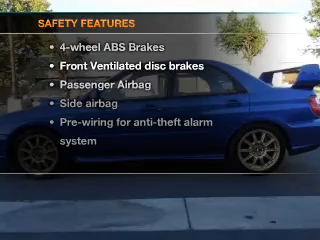 SAFETY FEATURES
• 4-wheel ABS Brakes
• Front Ventilated disc brakes
• Passenger Airbag
• Side airbag
• Pre-wiring for anti-theft alarm
system